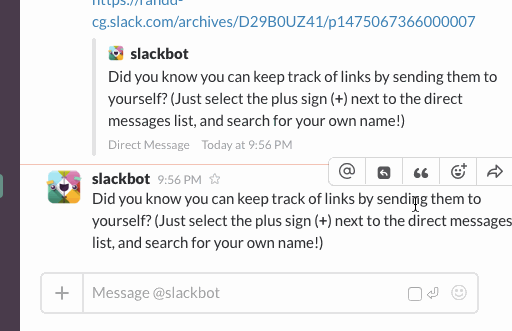 https://randd-
cg.slack.com/archives/D29B0UZ41/p1475067366000007
slackbot
Did you know you can keep track of links by sending them to
yourself? (Just select the plus sign (+) next to the direct
messages list, and search for your own name!)
Direct Message Today at 9:56 PM
slackbot 9:56 PM
Did you know you can keep track of links by sending them to
yourself? (Just select the plus sign (+) next to the direct messages
list, and search for your own name!)
Message @slackbot